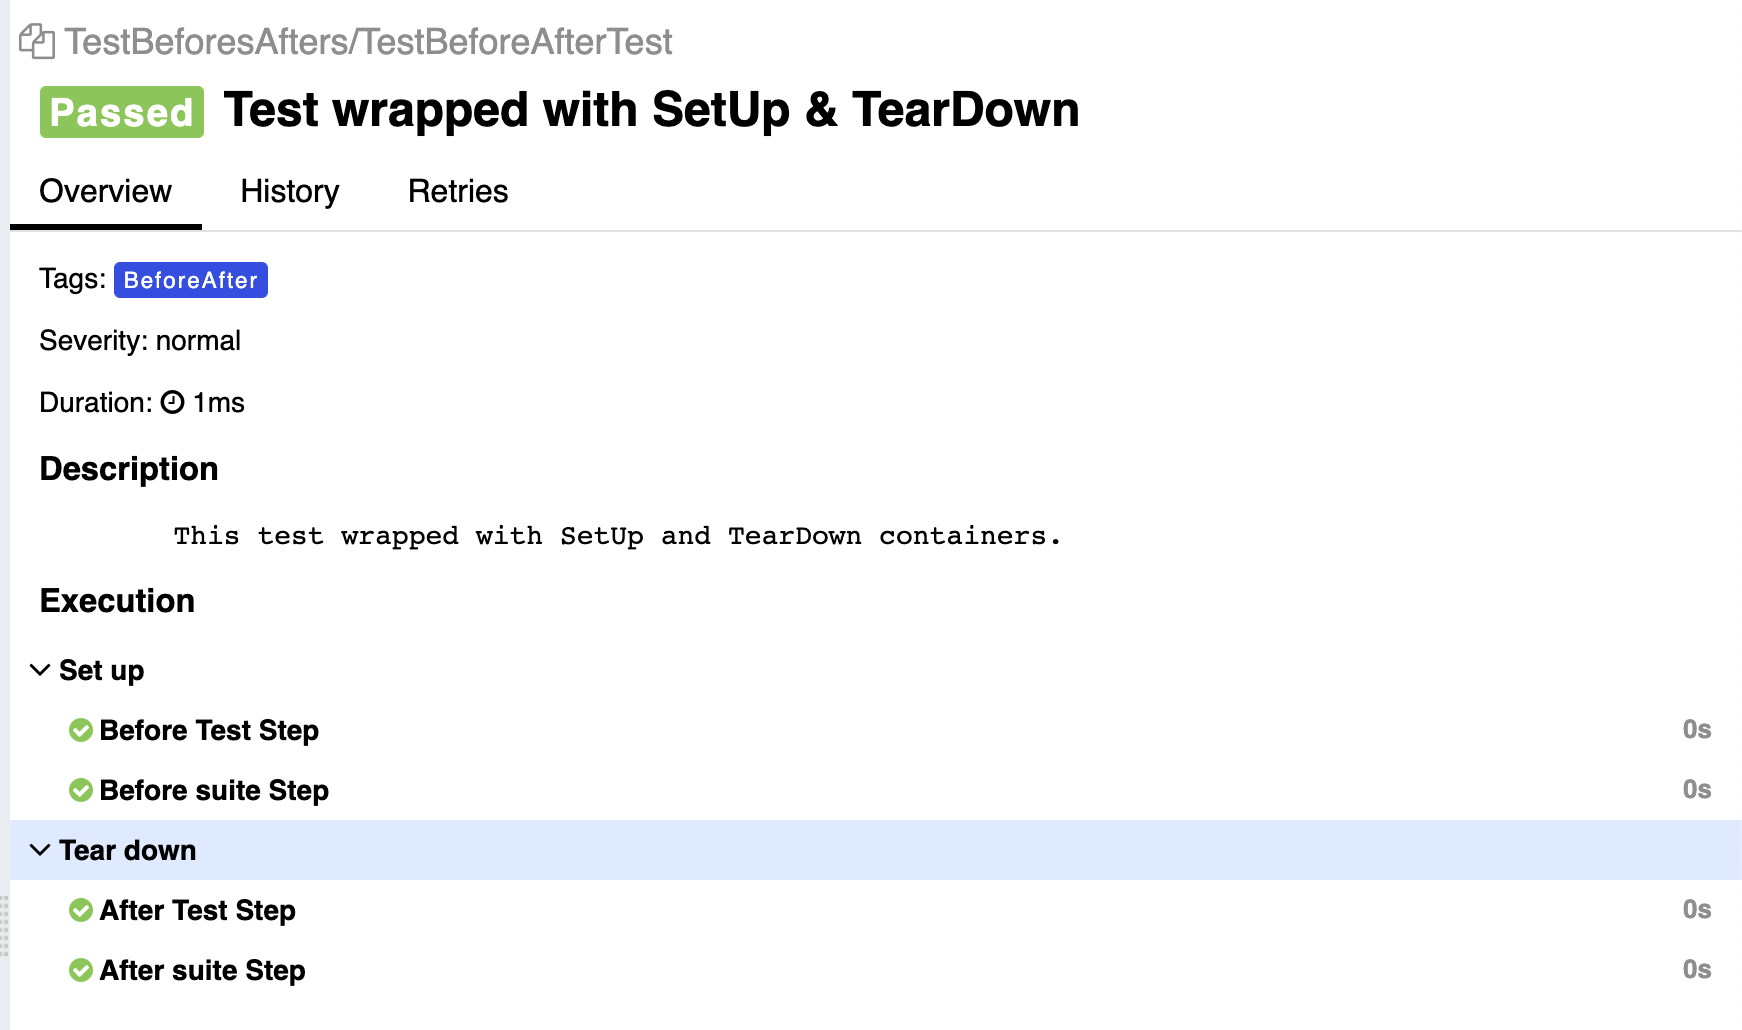 TestBeforesAfters/TestBeforeAfterTest
Passed Test wrapped with SetUp & TearDown
Overview History Retries
Tags: BeforeAfter
Severity: normal
Duration: 1ms
Description
This test wrapped with SetUp and TearDown containers.
Execution
Set up
Before Test Step 0s
Before suite Step 0s
Tear down
After Test Step 0s
After suite Step 0s